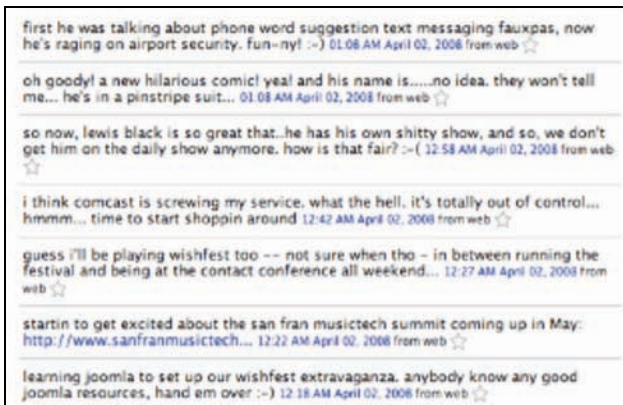 first he was talking about phone word suggestion text messaging fauxpas, now
he's raging on airport security. fun-ny! :-) 01:08 AM April 02, 2008 from web
oh goody! a new hilarious comic! yea! and his name is.....no idea. they won't tell
me... he's in a pinstripe suit... 01:03 AM April 02, 2008 from web
so now, lewis black is so great that..he has his own shitty show, and so, we don't
get him on the daily show anymore. how is that fair? :-( 12:58 AM April 02, 2008 from web
i think comcast is screwing my service. what the hell. it's totally out of control...
hmmm... time to start shoppin around 12:42 AM April 02, 2008 from web
guess i'll be playing wishfest too -- not sure when tho - in between running the
festival and being at the contact conference all weekend... 12:27 AM April 02, 2008 from
web
startin to get excited about the san fran musictech summit coming up in May:
http://www.sanfranmusictech... 12:22 AM April 02, 2008 from web
learning joomla to set up our wishfest extravaganza. anybody know any good
joomla resources, hand em over :-) 12:18 AM April 02, 2008 from web